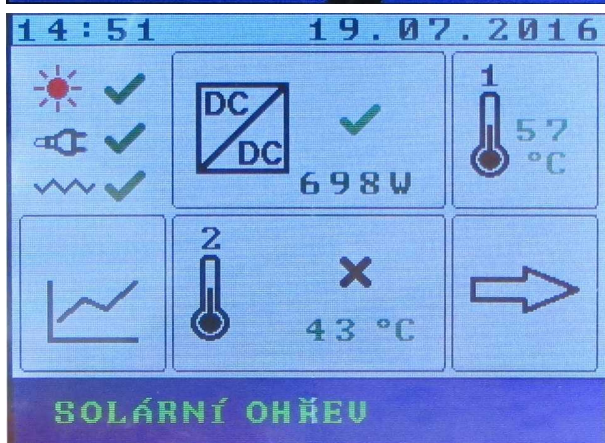 14:51 19.07.2016
DC
DC
698W
1
57
°C
2
43 °C
SOLÁRNÍ OHŘEV